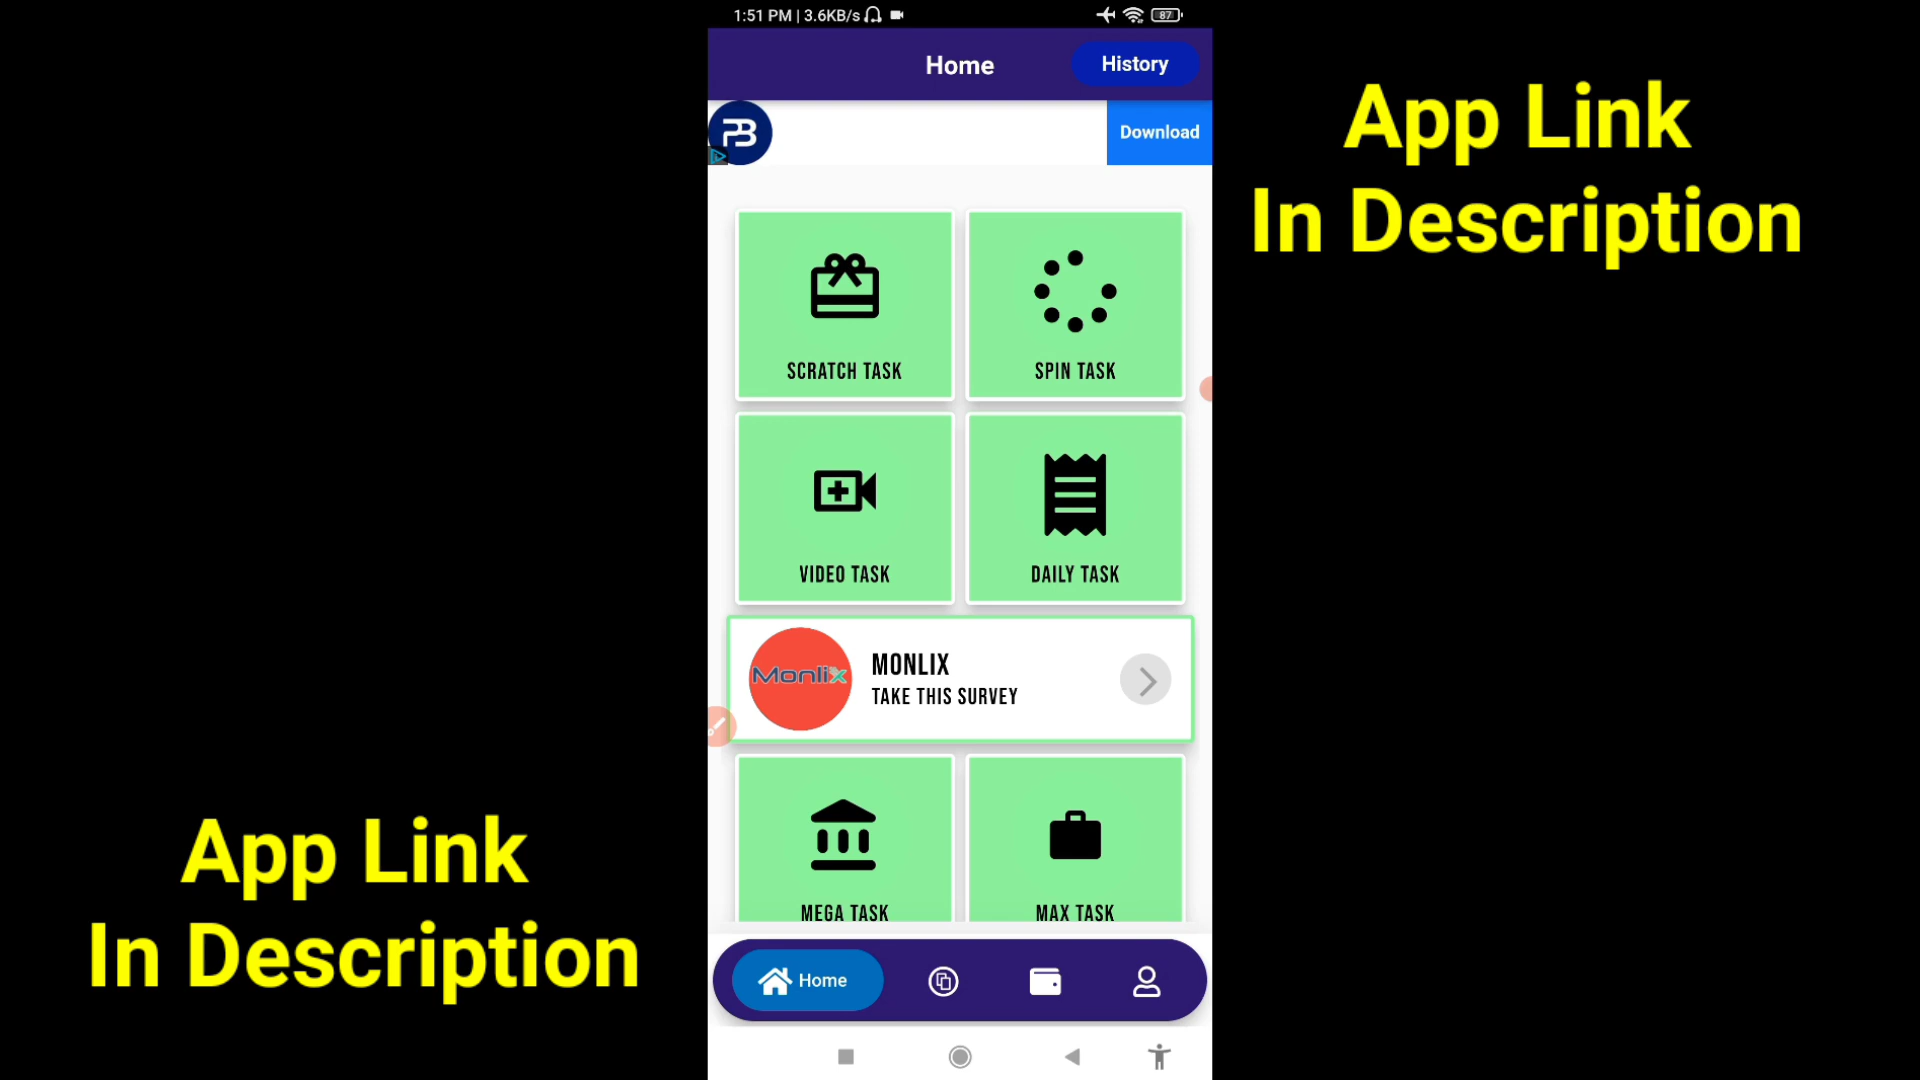 1:51 PM | 3.6KB/s
87
Home
History
PB
Download
App Link
In Description
SCRATCH TASK
SPIN TASK
VIDEO TASK
DAILY TASK
Monlix
MONLIX
TAKE THIS SURVEY
MEGA TASK
MAX TASK
Home
App Link
In Description